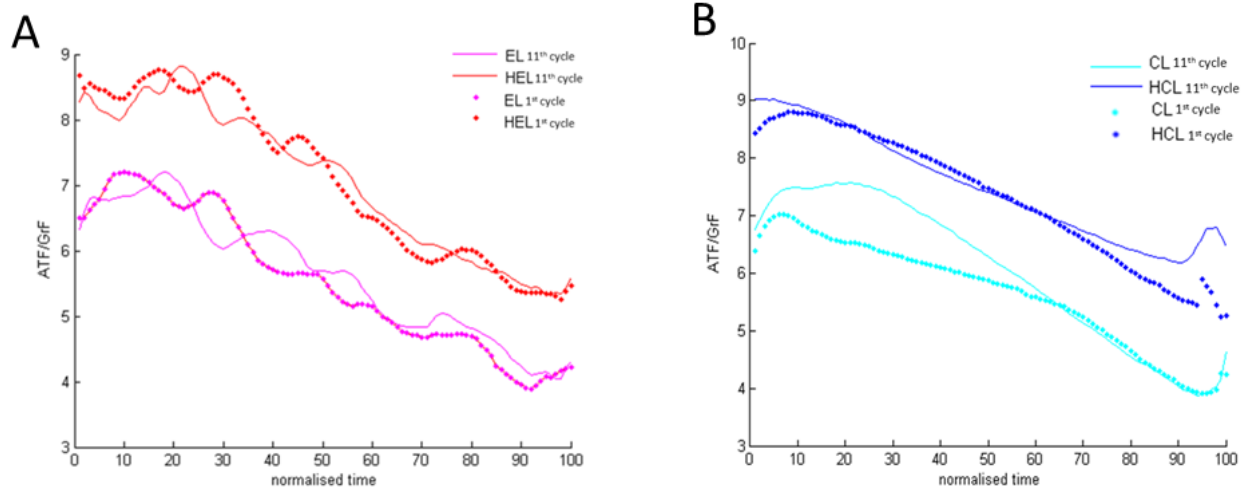 A
EL 11th cycle
HEL 11th cycle
EL 1st cycle
HEL 1st cycle
9
8
7
6
5
4
3
ATF/GrF
0 10 20 30 40 50 60 70 80 90 100
normalised time
B
CL 11th cycle
HCL 11th cycle
CL 1st cycle
HCL 1st cycle
10
9
8
7
6
5
4
3
ATF/GrF
0 10 20 30 40 50 60 70 80 90 100
normalised time